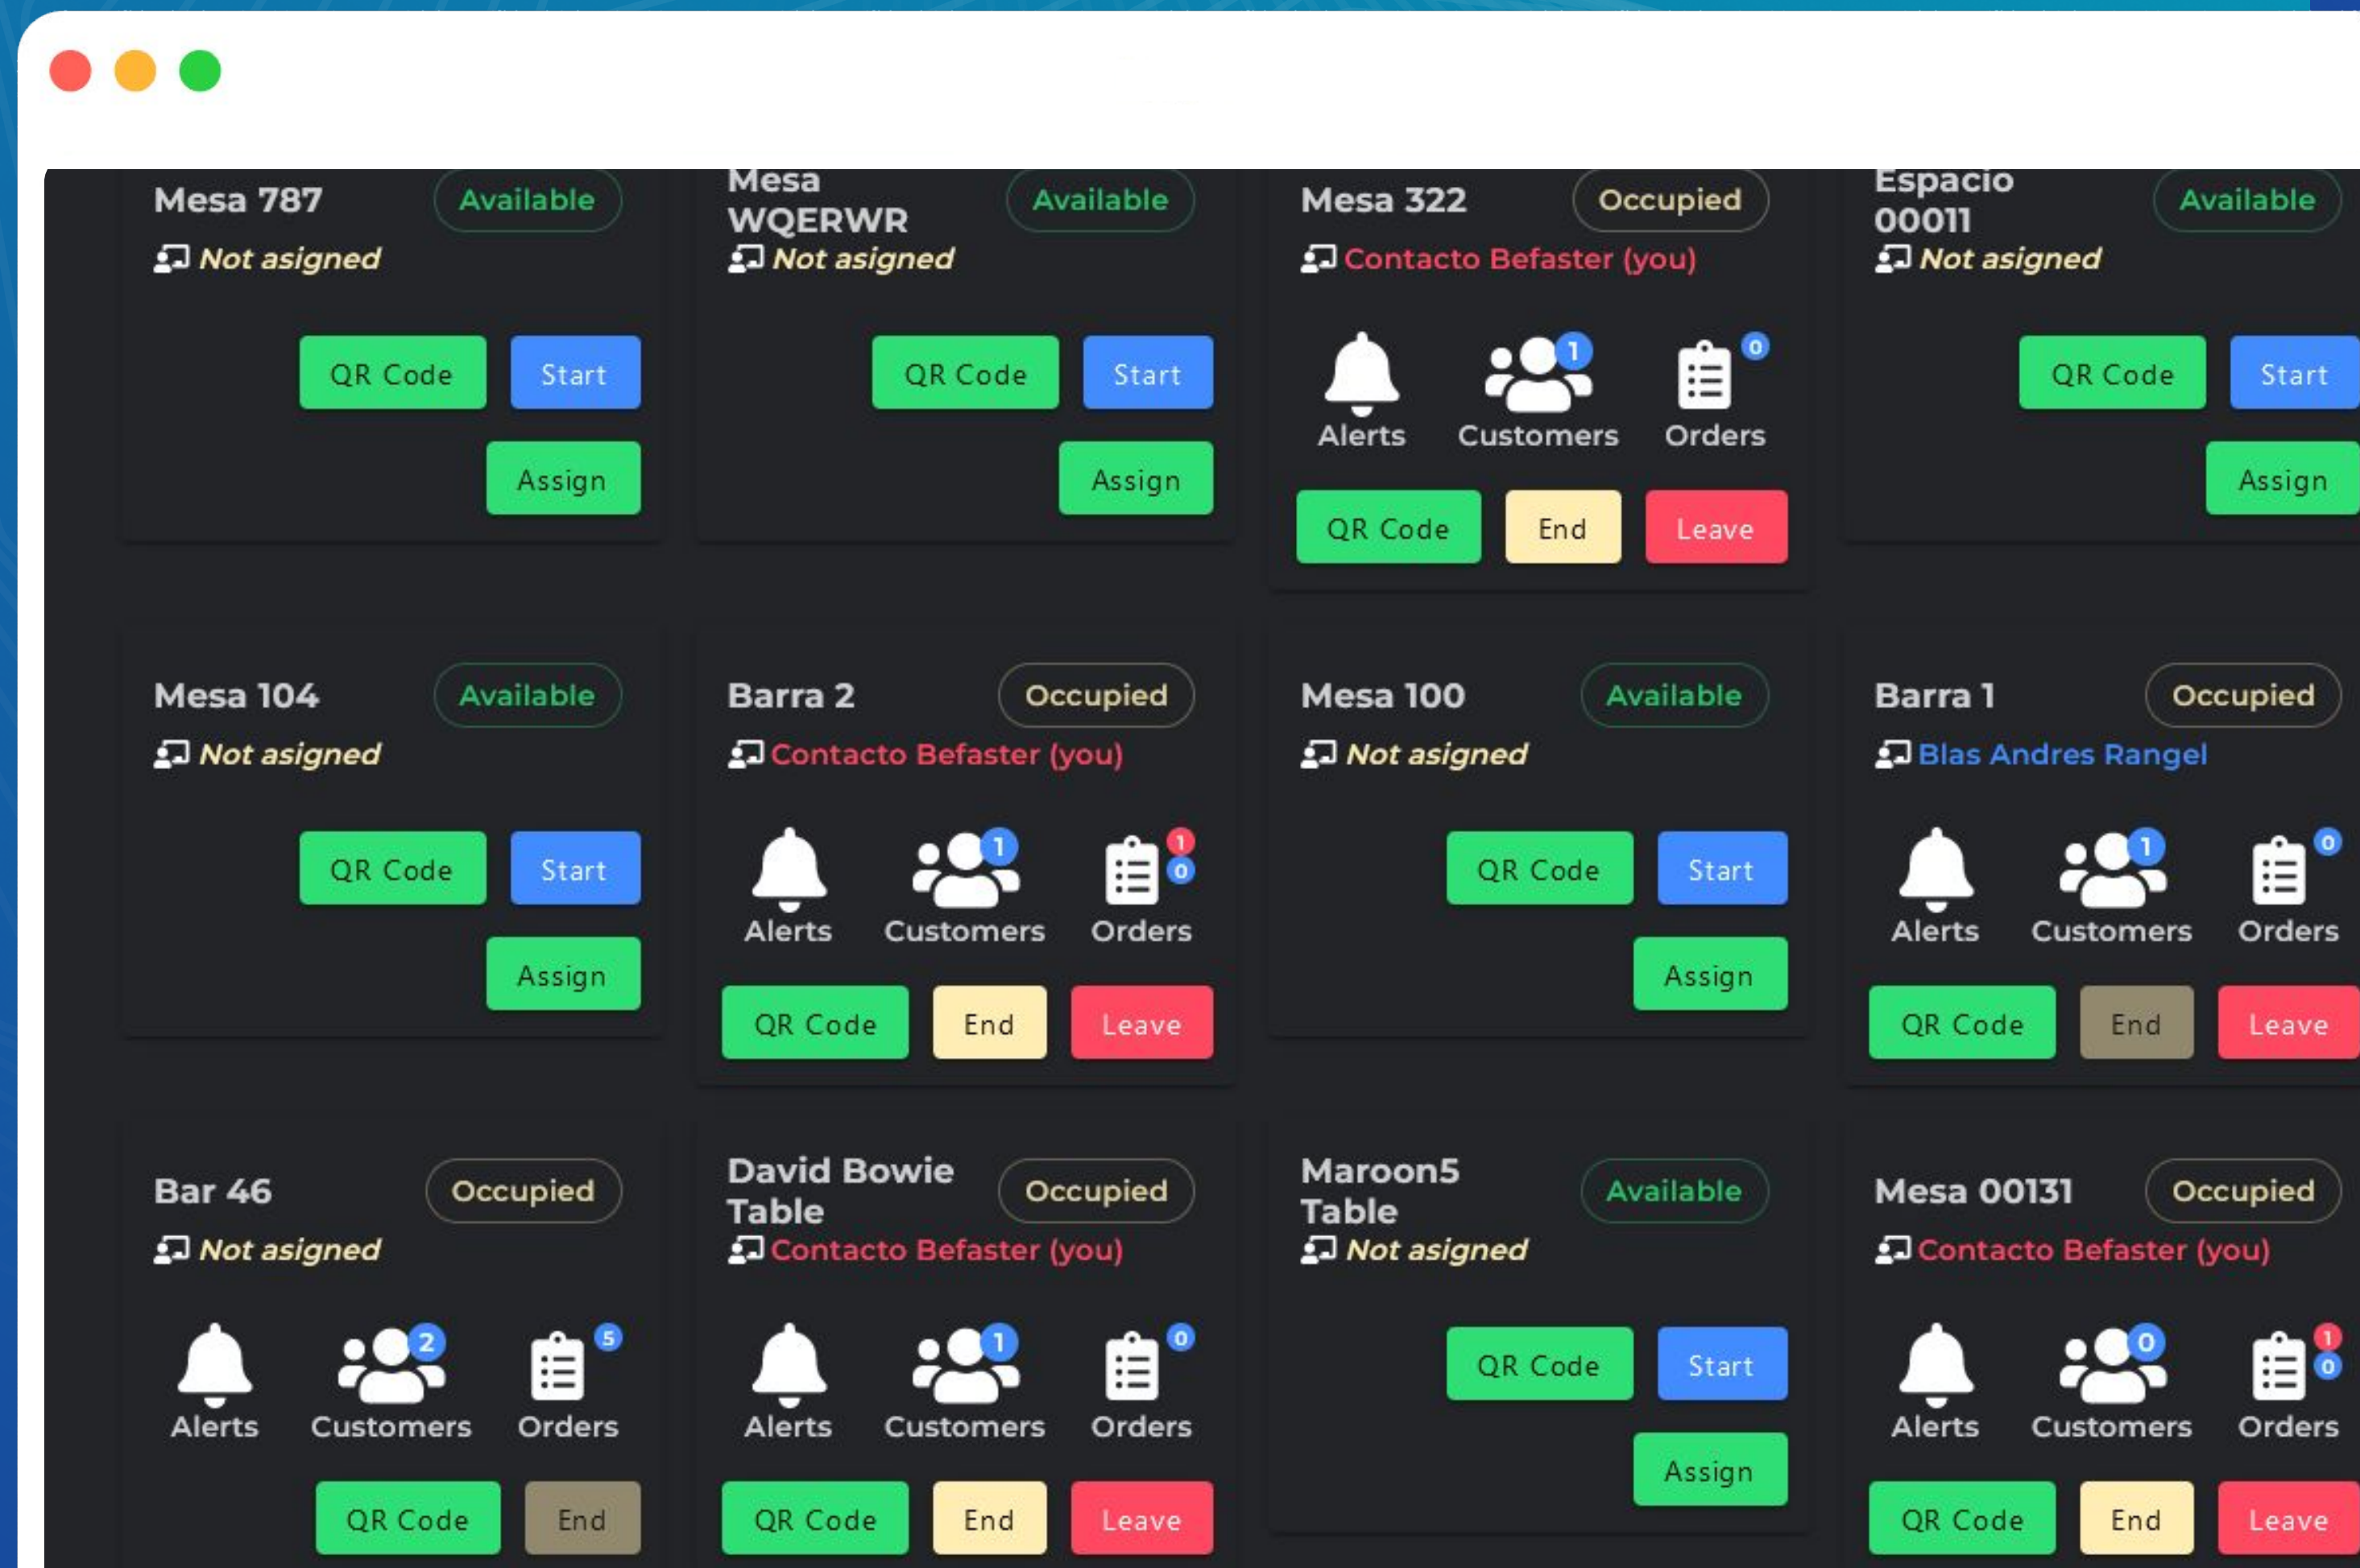 Mesa 787
Available
Not asigned
QR Code
Start
Assign
Mesa
WQERWR
Available
Not asigned
QR Code
Start
Assign
Mesa 322
Occupied
Contacto Befaster (you)
1
0
Alerts
Customers
Orders
QR Code
End
Leave
Espacio
00011
Available
Not asigned
QR Code
Start
Assign
Mesa 104
Available
Not asigned
QR Code
Start
Assign
Barra 2
Occupied
Contacto Befaster (you)
1
1
0
Alerts
Customers
Orders
QR Code
End
Leave
Mesa 100
Available
Not asigned
QR Code
Start
Assign
Barra 1
Occupied
Blas Andres Rangel
1
0
Alerts
Customers
Orders
QR Code
End
Leave
Bar 46
Occupied
Not asigned
2
5
Alerts
Customers
Orders
QR Code
End
David Bowie
Table
Occupied
Contacto Befaster (you)
1
0
Alerts
Customers
Orders
QR Code
End
Leave
Maroon5
Table
Available
Not asigned
QR Code
Start
Assign
Mesa 00131
Occupied
Contacto Befaster (you)
0
1
0
Alerts
Customers
Orders
QR Code
End
Leave